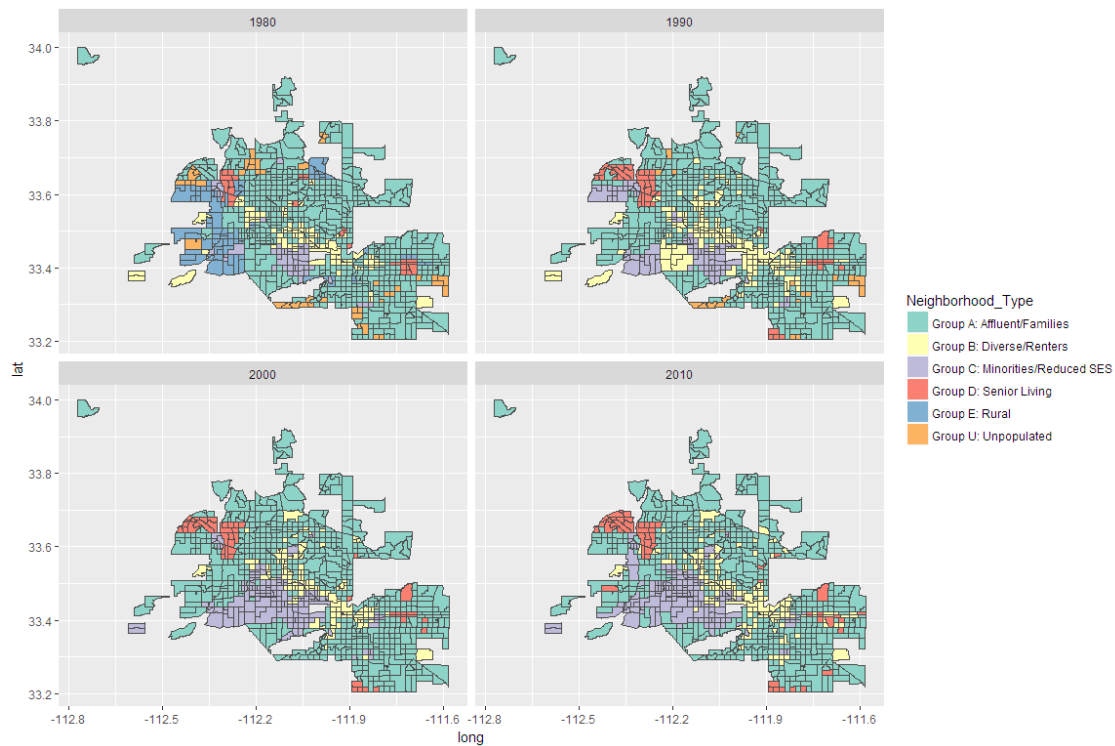 1980
1990
34.0
33.8
33.6
33.4
33.2
2000
2010
34.0
33.8
33.6
33.4
33.2
-112.8
-112.5
-112.2
-111.9
-111.6
-112.8
-112.5
-112.2
-111.9
-111.6
long
lat
Neighborhood_Type
Group A: Affluent/Families
Group B: Diverse/Renters
Group C: Minorities/Reduced SES
Group D: Senior Living
Group E: Rural
Group U: Unpopulated